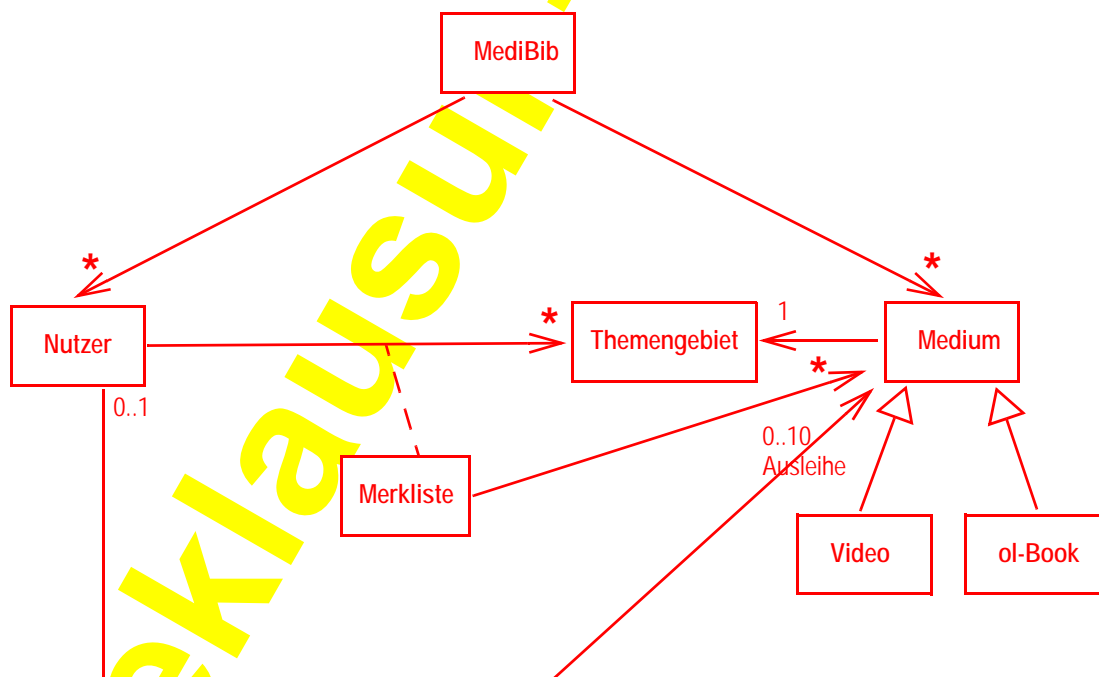 MediBib
*
*
Nutzer
*
Themengebiet
1
Medium
*
0..1
0..10
Ausleihe
Merkliste
Video
ol-Book